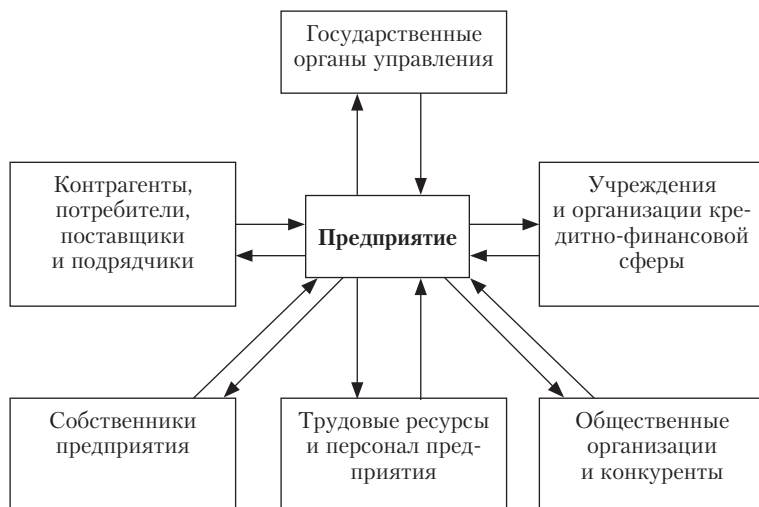 Государственные
органы управления
Контрагенты,
потребители,
поставщики
и подрядчики
Предприятие
Учреждения
и организации кре-
дитно-финансовой
сферы
Собственники
предприятия
Трудовые ресурсы
и персонал пред-
приятия
Общественные
организации
и конкуренты